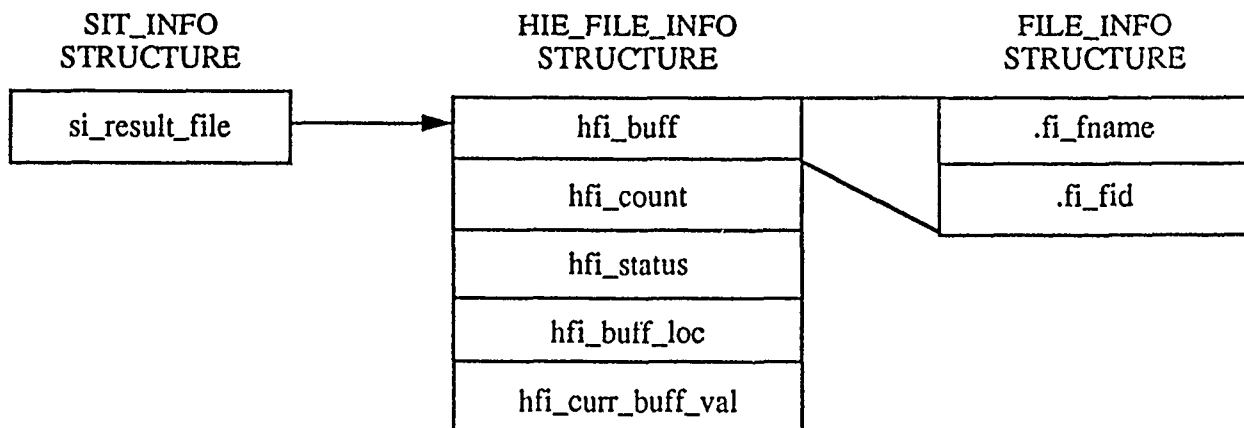 SIT_INFO
STRUCTURE
HIE_FILE_INFO
STRUCTURE
FILE_INFO
STRUCTURE
si_result_file
hfi_buff
.fi_fname
hfi_count
.fi_fid
hfi_status
hfi_buff_loc
hfi_curr_buff_val